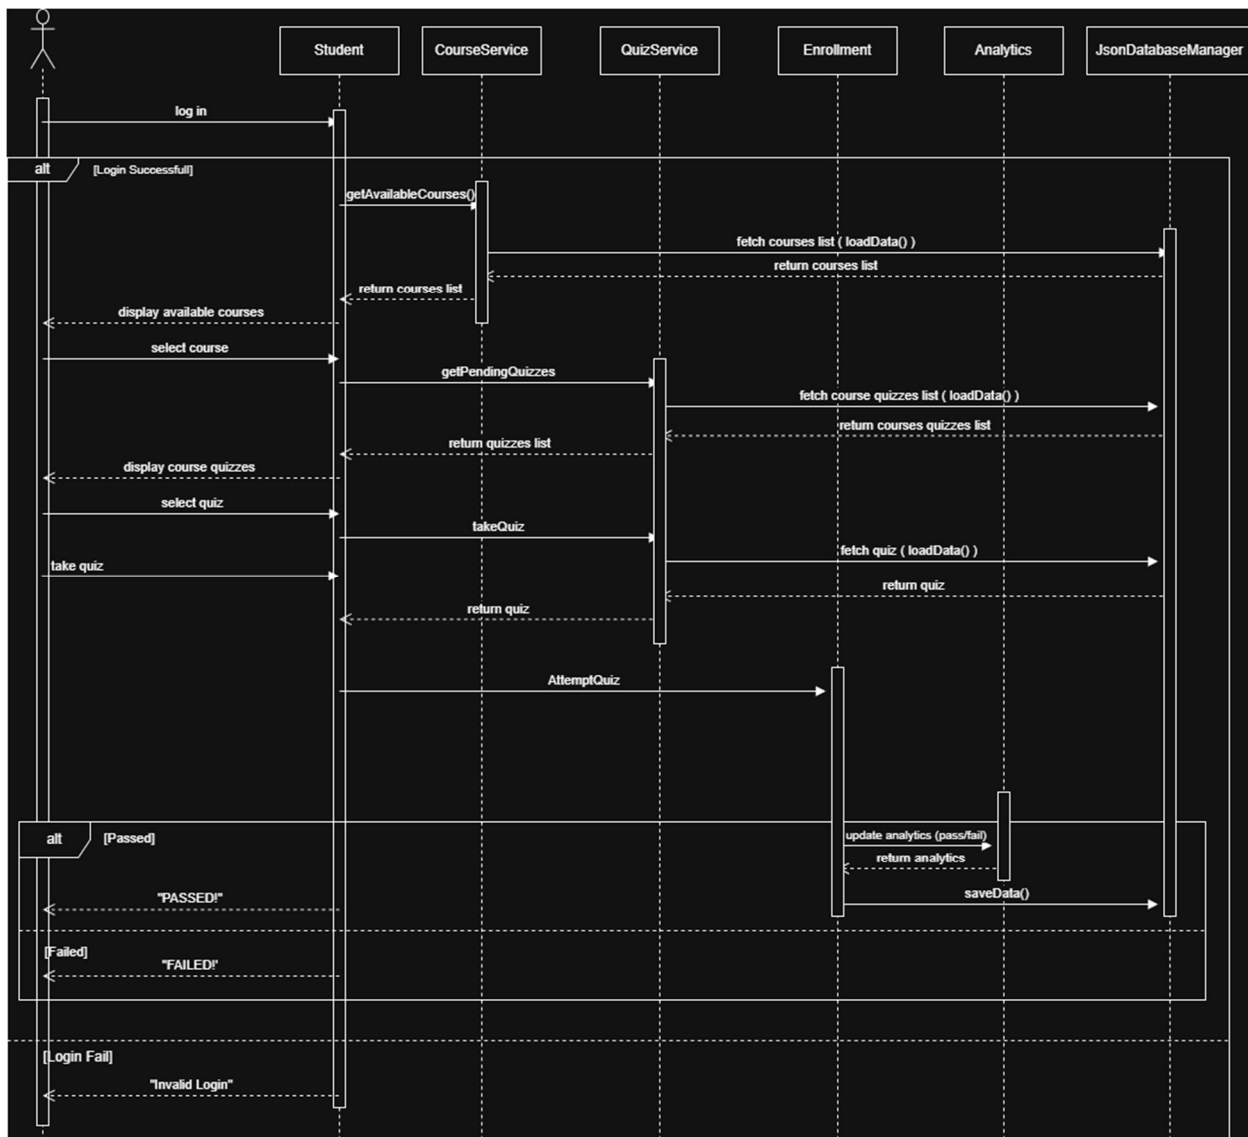 Student
CourseService
QuizService
Enrollment
Analytics
JsonDatabaseManager
log in
alt
[Login Successfull]
getAvailableCourses()
fetch courses list ( loadData() )
return courses list
return courses list
display available courses
select course
getPendingQuizzes
fetch course quizzes list ( loadData() )
return courses quizzes list
return quizzes list
display course quizzes
select quiz
takeQuiz
fetch quiz ( loadData() )
take quiz
return quiz
return quiz
AttemptQuiz
alt
[Passed]
update analytics (pass/fail)
return analytics
saveData()
"PASSED!"
[Failed]
"FAILED!'
[Login Fail]
"Invalid Login"